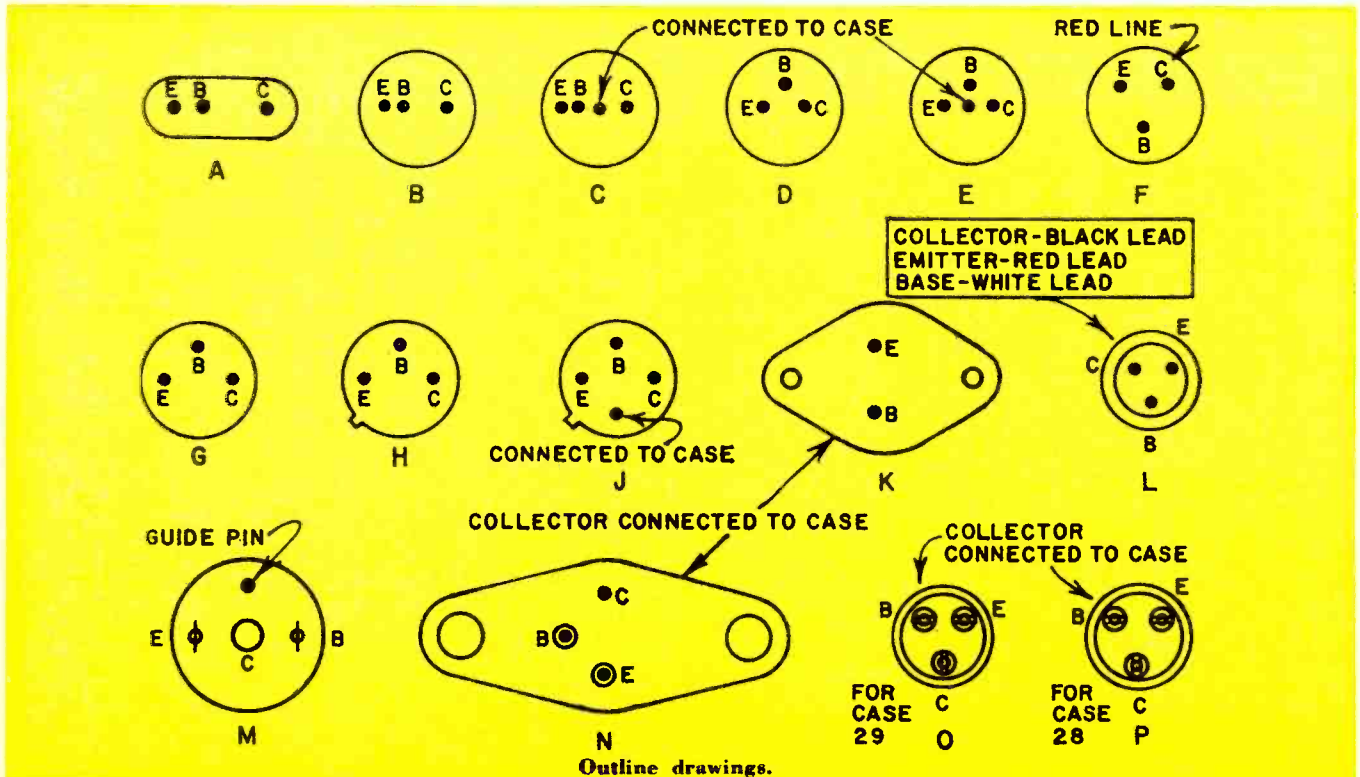 CONNECTED TO CASE
RED LINE
E B C
A
E B C
B
E B C
C
B
E C
D
B
E C
E
E C
B
F
COLLECTOR-BLACK LEAD
EMITTER-RED LEAD
BASE-WHITE LEAD
B
E C
G
B
E C
H
B
E C
CONNECTED TO CASE
J
E
B
K
E
C
B
L
COLLECTOR CONNECTED TO CASE
GUIDE PIN
E B
C
M
C
B
E
N
COLLECTOR
CONNECTED TO CASE
B E
C
FOR
CASE
29
O
E
B
C
FOR
CASE
28
P
Outline drawings.